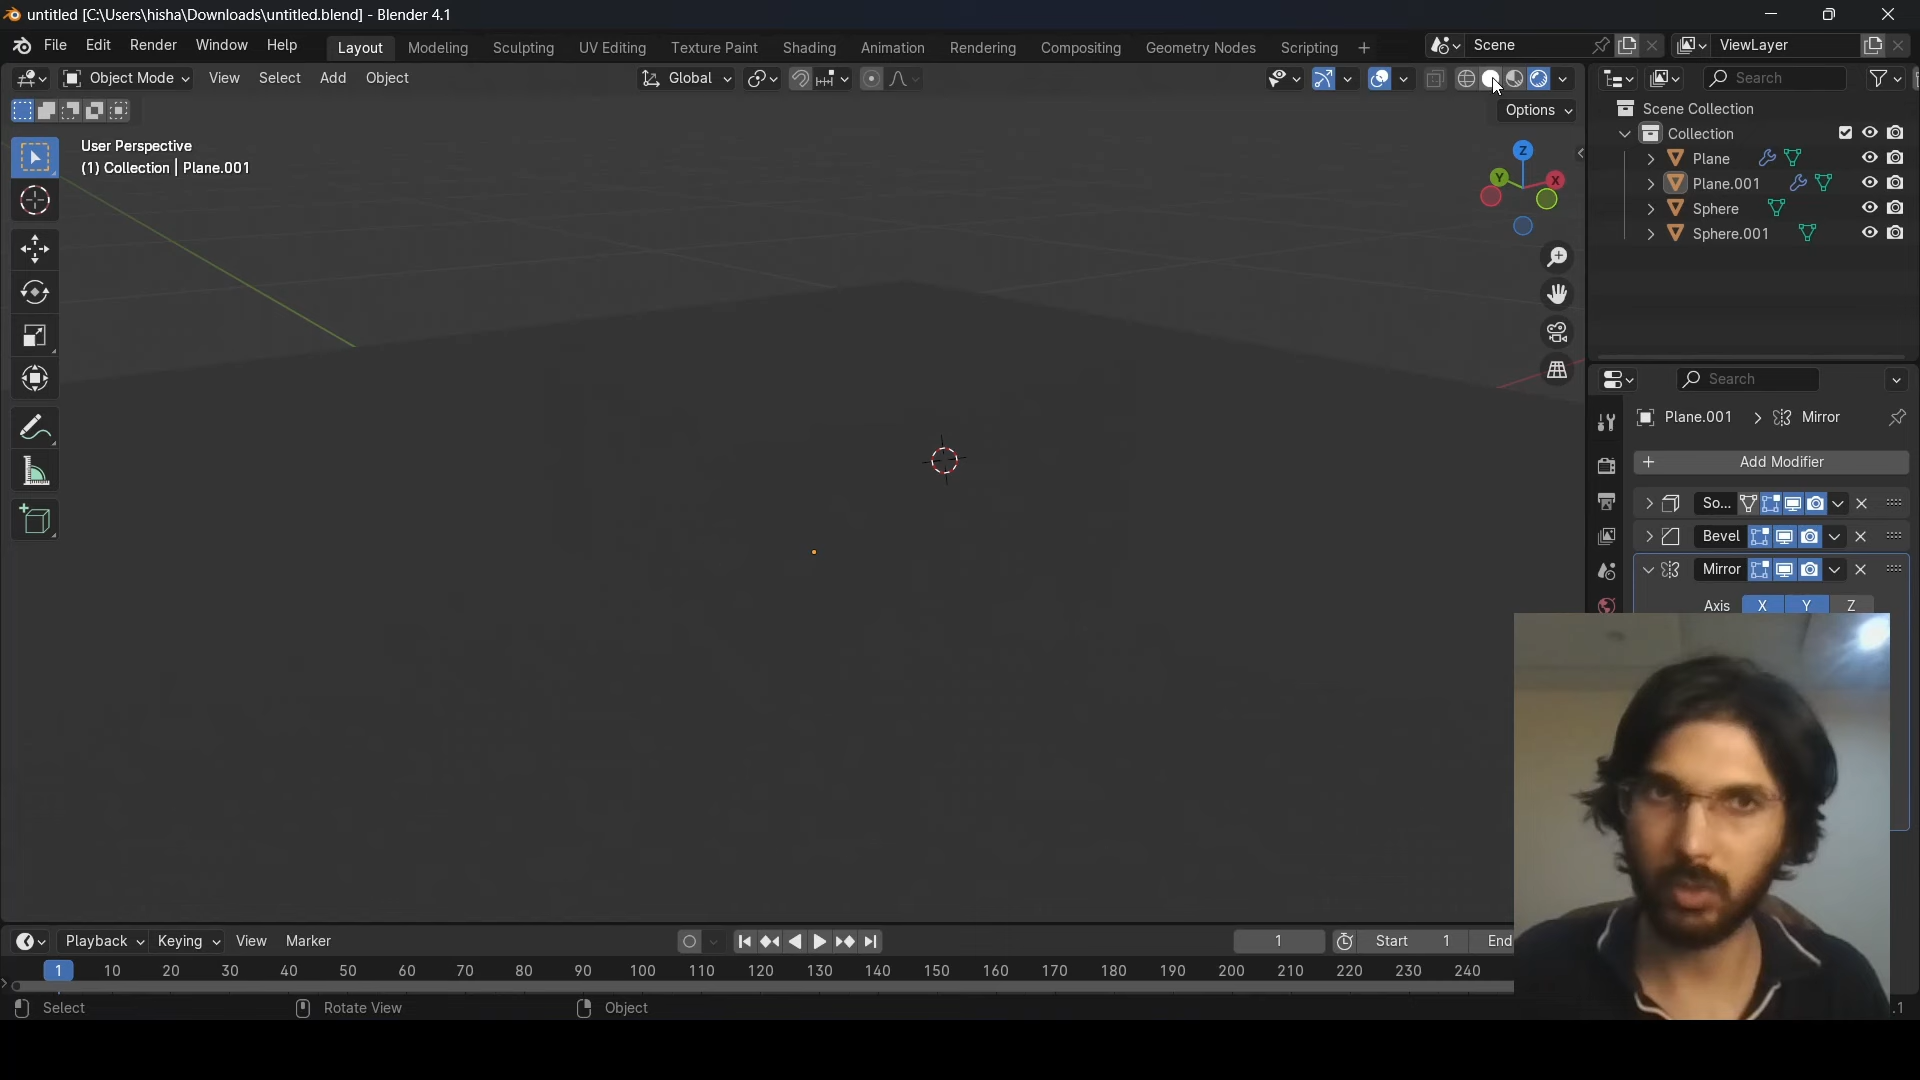 untitled [C:\Users\hisha\Downloads\untitled.blend] - Blender 4.1
File Edit Render Window Help
Layout Modeling Sculpting UV Editing Texture Paint Shading Animation Rendering Compositing Geometry Nodes Scripting +
Scene
ViewLayer
Object Mode View Select Add Object
Global
Search
Options
User Perspective
(1) Collection | Plane.001
Z
Y
X
Scene Collection
Collection
Plane
Plane.001
Sphere
Sphere.001
Search
Plane.001 > Mirror
+ Add Modifier
So...
Bevel
Mirror
Axis X Y Z
Playback Keying View Marker
1
Start 1
End
1 10 20 30 40 50 60 70 80 90 100 110 120 130 140 150 160 170 180 190 200 210 220 230 240
Select
Rotate View
Object
.1